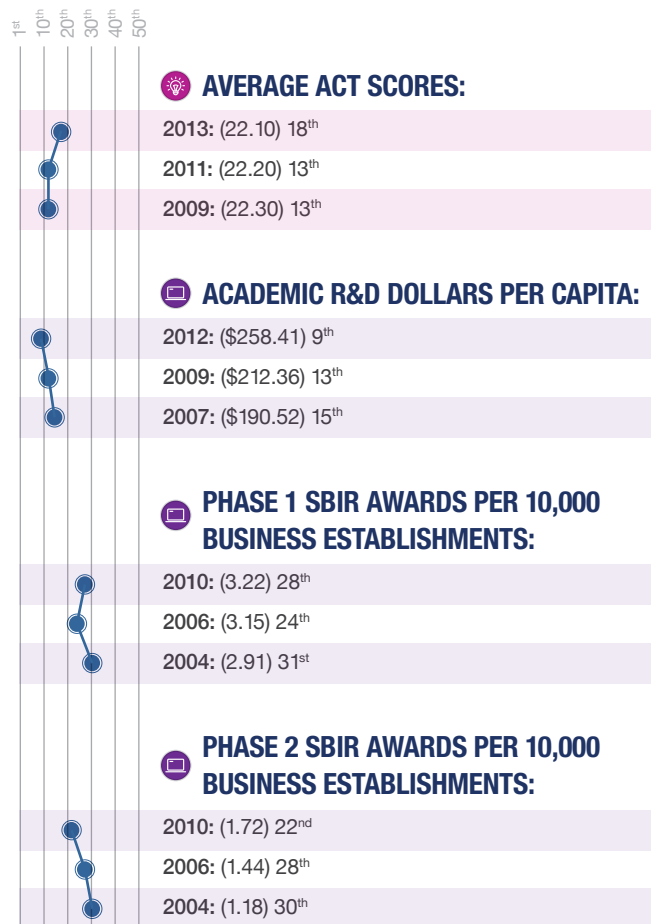 1st 10th 20th 30th 50th
AVERAGE ACT SCORES:
2013: (22.10) 18th
2011: (22.20) 13th
2009: (22.30) 13th
ACADEMIC R&D DOLLARS PER CAPITA:
2012: ($258.41) 9th
2009: ($212.36) 13th
2007: ($190.52) 15th
PHASE 1 SBIR AWARDS PER 10,000
BUSINESS ESTABLISHMENTS:
2010: (3.22) 28th
2006: (3.15) 24th
2004: (2.91) 31st
PHASE 2 SBIR AWARDS PER 10,000
BUSINESS ESTABLISHMENTS:
2010: (1.72) 22nd
2006: (1.44) 28th
2004: (1.18) 30th